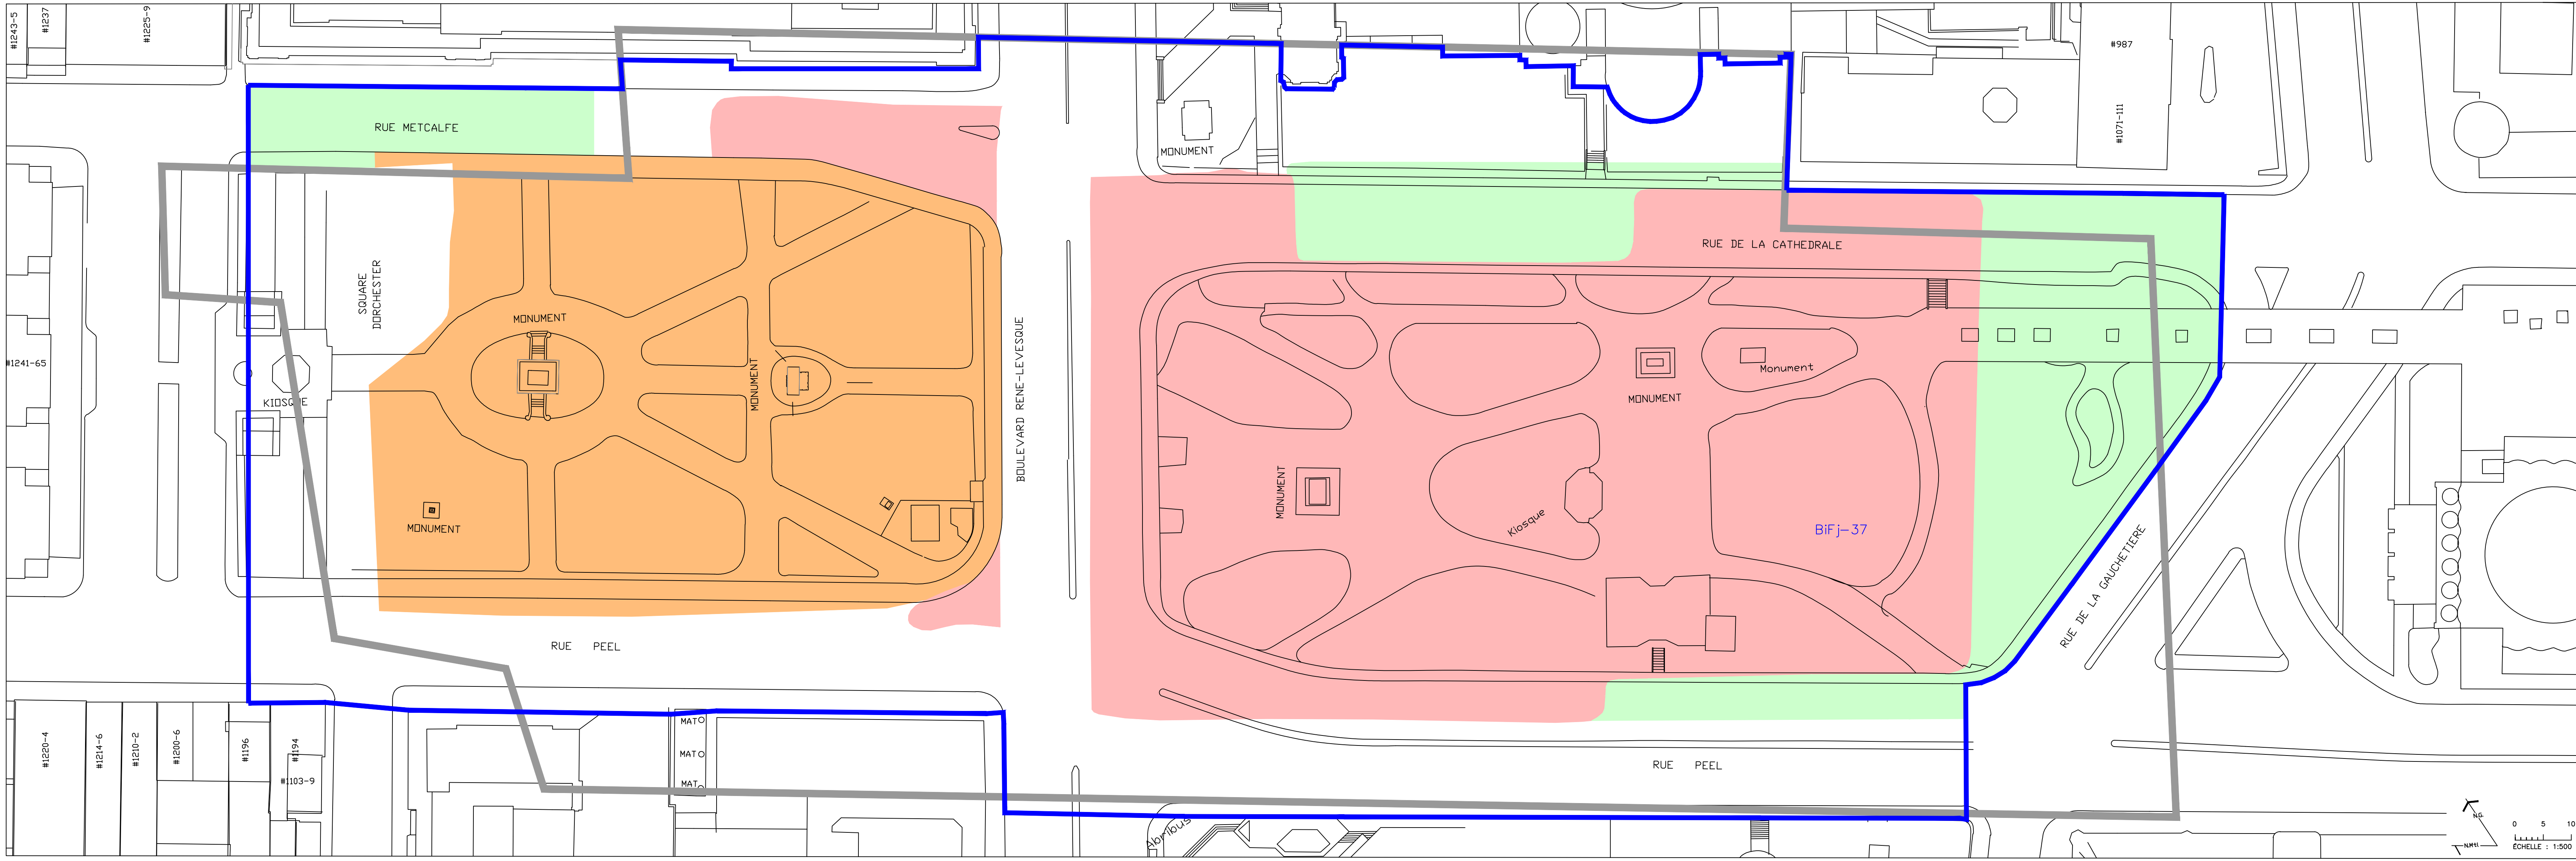 #1243-5
#1237
#1225-9
#987
RUE METCALFE
#1071-111
MONUMENT
RUE DE LA CATHEDRALE
SQUARE
DORCHESTER
MONUMENT
BOULEVARD RENE-LEVESQUE
#1241-65
MONUMENT
Monument
KIOSQUE
MONUMENT
MONUMENT
MONUMENT
Kiosque
BiFj-37
RUE DE LA GAUCHETIERE
RUE PEEL
MAT
#1220-4
#1214-6
#1210-2
#1200-6
#1196
#1194
MAT
RUE PEEL
#1103-9
MAT
Abribus
N.G.
N.Mtl
0 5 10
ÉCHELLE : 1:500